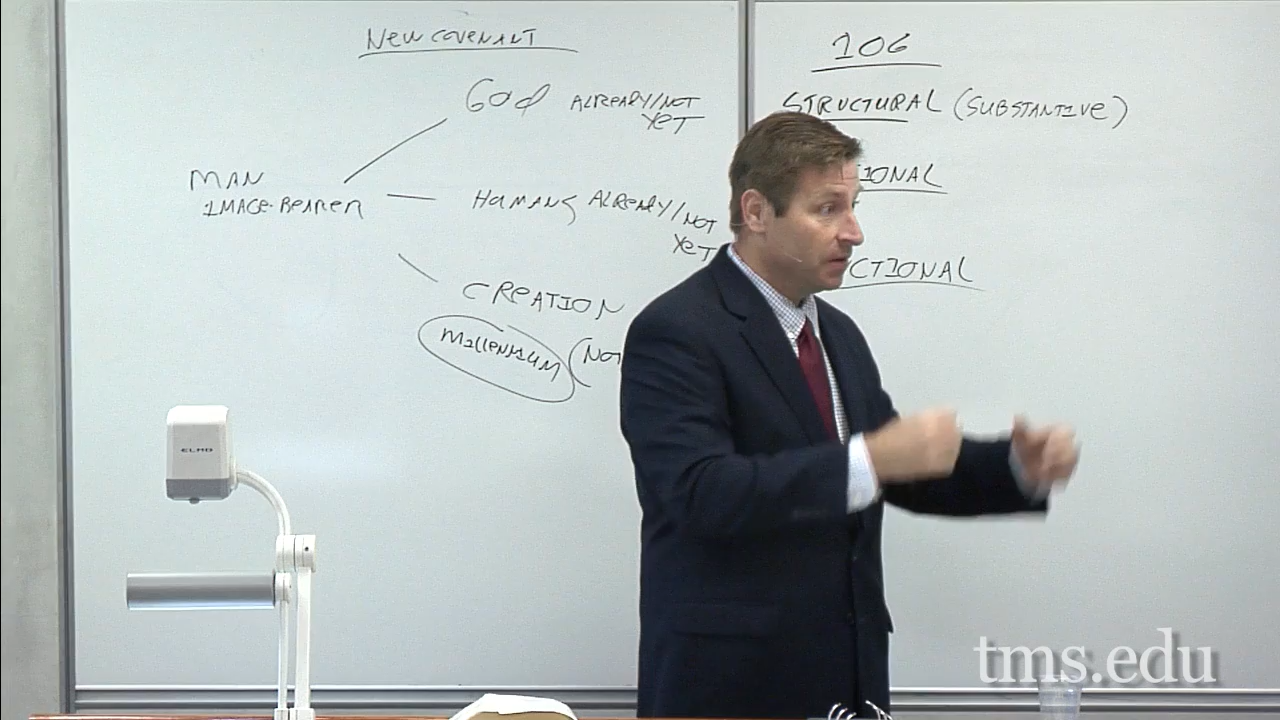 New Covenant
God Already/Not
Yet
Man
Image-Bearer
Humans Already/Not
Yet
Creation
Millennium (Not
106
Structural (Substantive)
IONAL
CTIONAL
ELMO
tms.edu